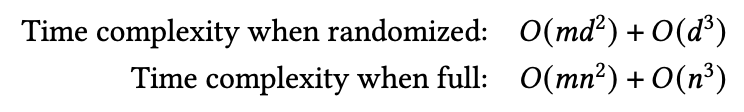 Time complexity when randomized: O(md²) + O(d³)
Time complexity when full: O(mn²) + O(n³)